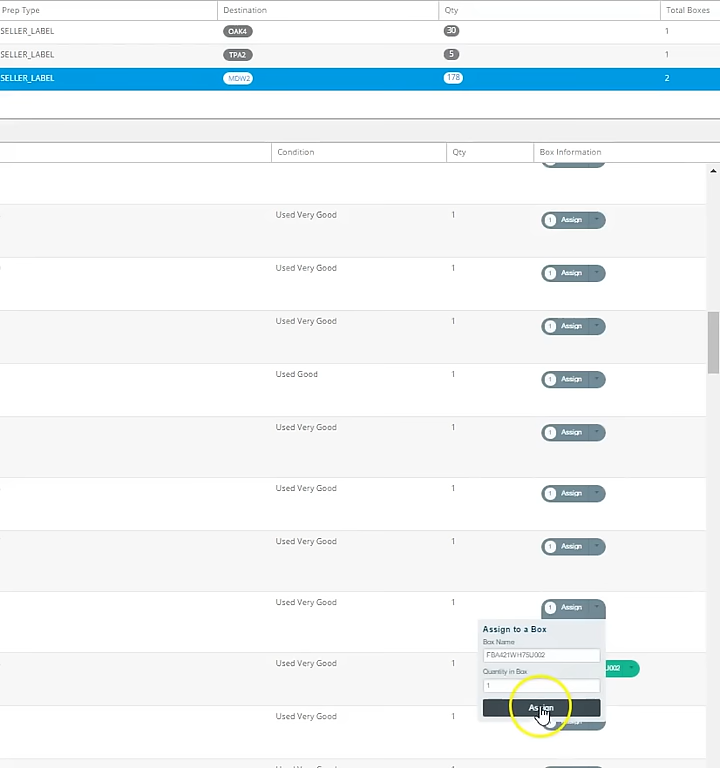 Prep Type Destination Qty Total Boxes
SELLER_LABEL OAK4 30 1
SELLER_LABEL TPA2 5 1
SELLER_LABEL MDW2 178 2
Condition Qty Box Information
Used Very Good 1 1 Assign
Used Very Good 1 1 Assign
Used Very Good 1 1 Assign
Used Good 1 1 Assign
Used Very Good 1 1 Assign
Used Very Good 1 1 Assign
Used Very Good 1 1 Assign
Used Very Good 1 1 Assign
Assign to a Box
Box Name
FBA421WH7SU002
Quantity in Box
Used Very Good 1 U002
1
Assign
Used Very Good 1 Assign